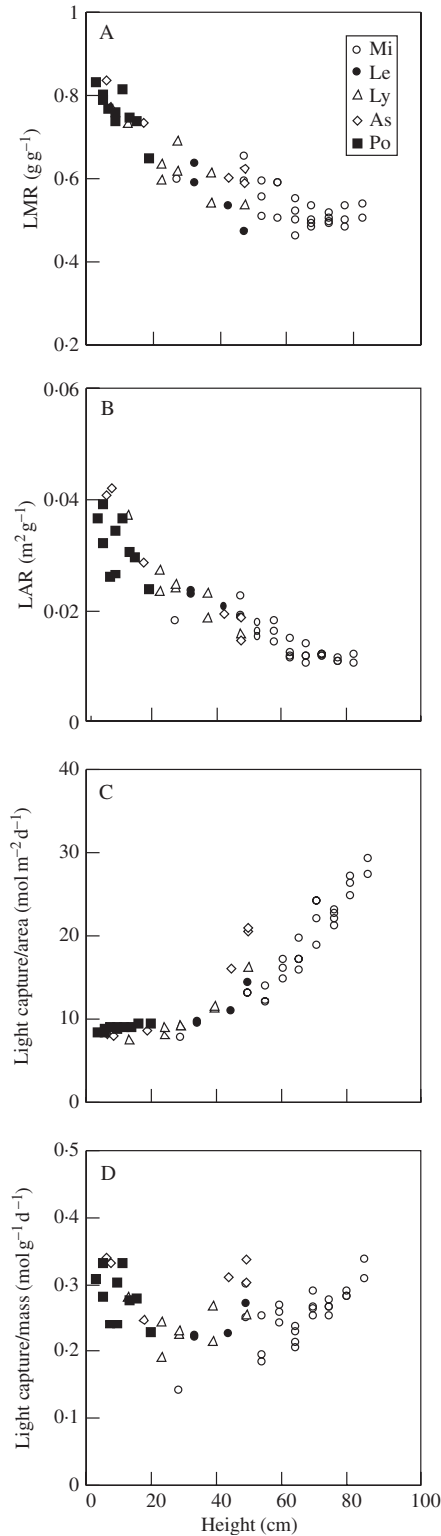 A
1
0·8
0·6
0·4
0·2
LMR (g g⁻¹)
Mi
Le
Ly
As
Po
B
0·06
0·04
0·02
0
LAR (m² g⁻¹)
C
40
30
20
10
0
Light capture/area (mol m⁻² d⁻¹)
D
0·5
0·4
0·3
0·2
0·1
0
Light capture/mass (mol g⁻¹ d⁻¹)
0 20 40 60 80 100
Height (cm)